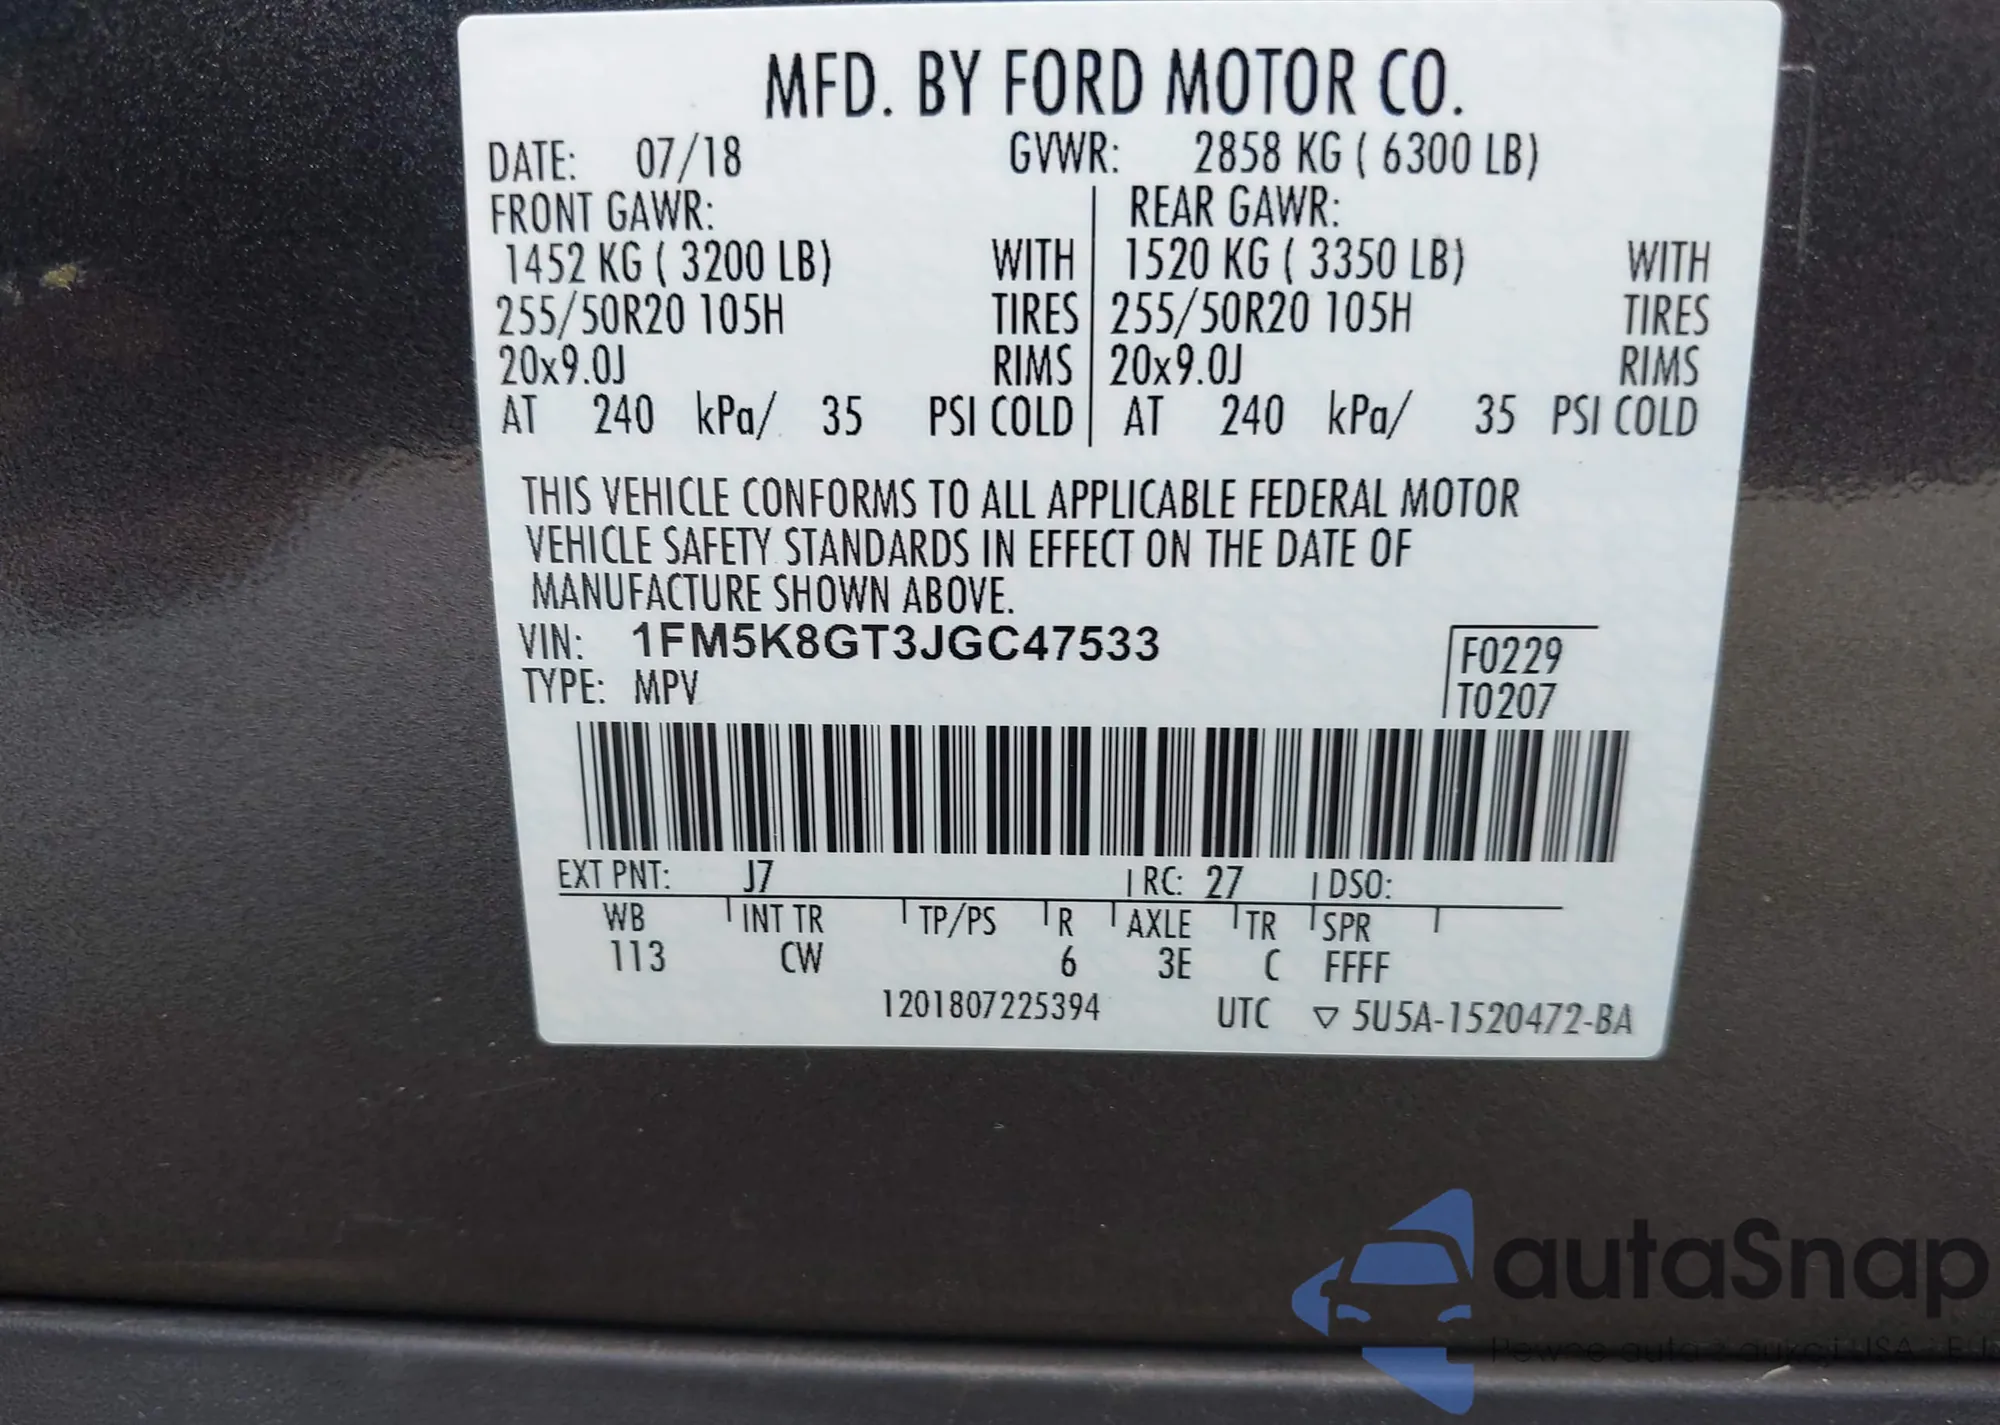 MFD. BY FORD MOTOR CO.
DATE: 07/18 GVWR: 2858 KG ( 6300 LB)
FRONT GAWR: REAR GAWR:
1452 KG ( 3200 LB) WITH 1520 KG ( 3350 LB) WITH
255/50R20 105H TIRES 255/50R20 105H TIRES
20x9.0J RIMS 20x9.0J RIMS
AT 240 kPa/ 35 PSI COLD AT 240 kPa/ 35 PSI COLD
THIS VEHICLE CONFORMS TO ALL APPLICABLE FEDERAL MOTOR
VEHICLE SAFETY STANDARDS IN EFFECT ON THE DATE OF
MANUFACTURE SHOWN ABOVE.
VIN: 1FM5K8GT3JGC47533
F0229
TYPE: MPV
T0207
EXT PNT: J7 RC: 27 DSO:
WB INT TR TP/PS R AXLE TR SPR
113 CW 6 3E C FFFF
1201807225394 UTC ▽ 5U5A-1520472-BA
autaSnap
auta aukcji USA